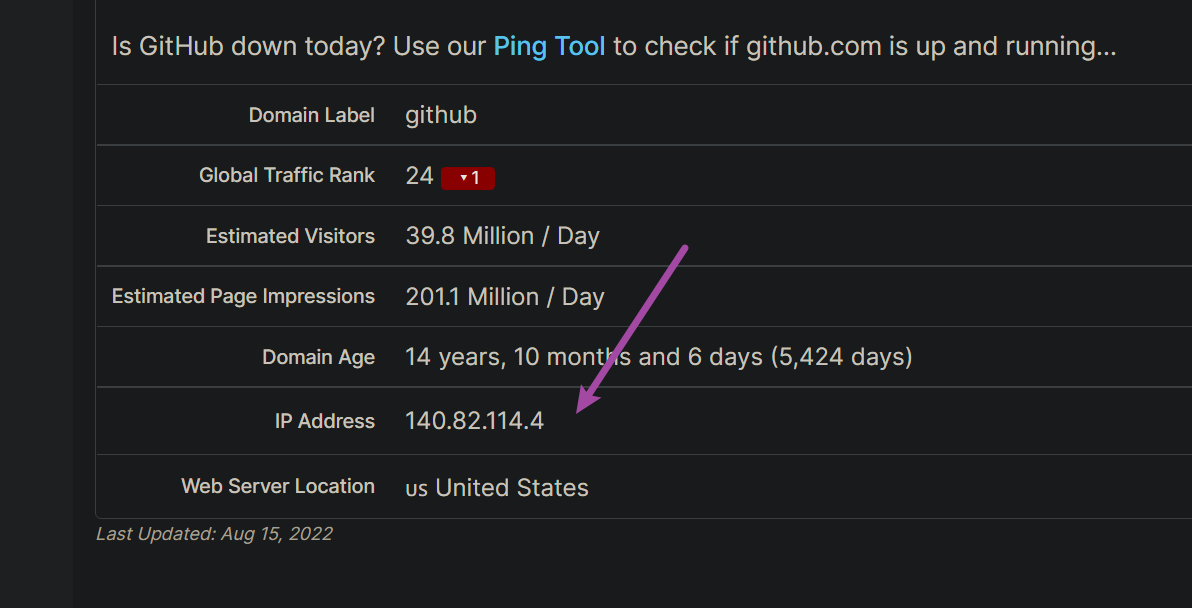 Is GitHub down today? Use our Ping Tool to check if github.com is up and running...
Domain Label github
Global Traffic Rank 24 ▼1
Estimated Visitors 39.8 Million / Day
Estimated Page Impressions 201.1 Million / Day
Domain Age 14 years, 10 months and 6 days (5,424 days)
IP Address 140.82.114.4
Web Server Location us United States
Last Updated: Aug 15, 2022